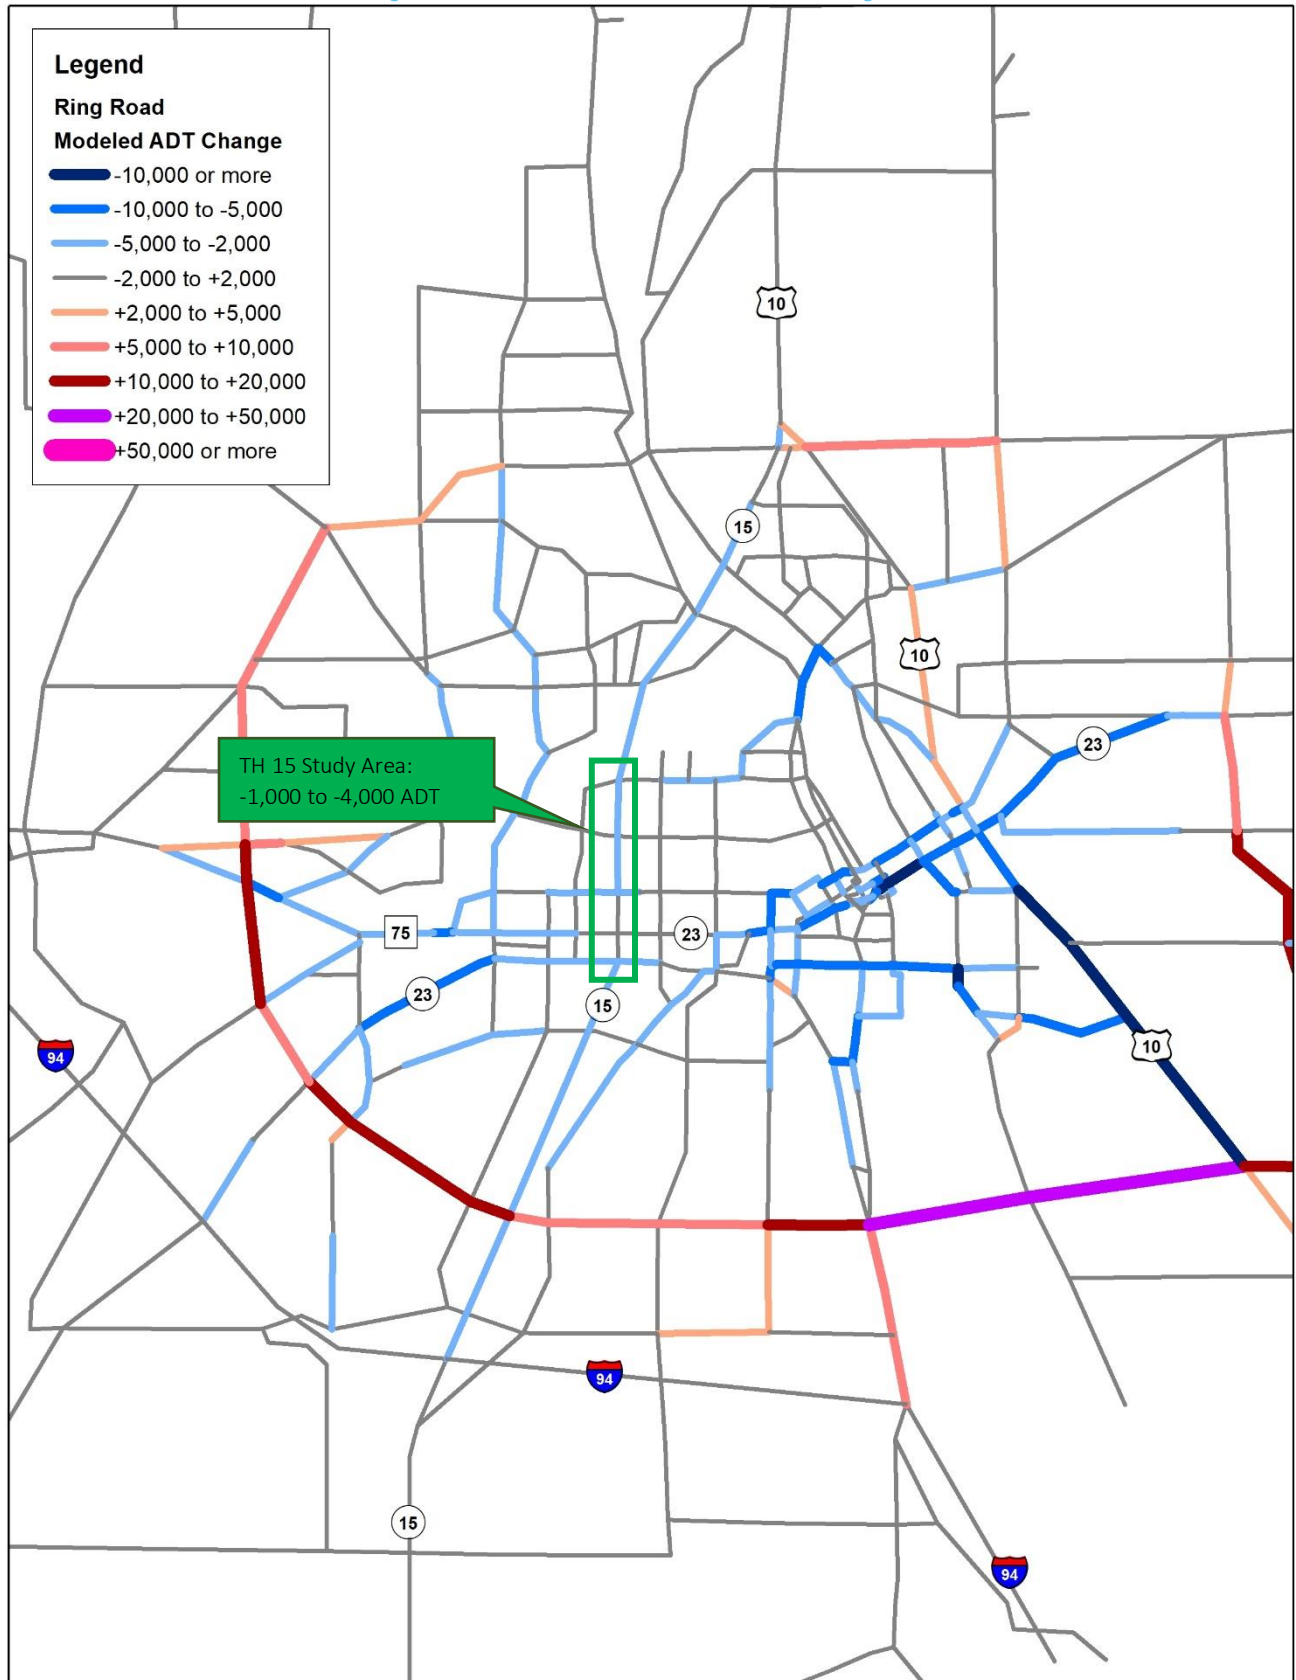 Legend
Ring Road
Modeled ADT Change
-10,000 or more
-10,000 to -5,000
-5,000 to -2,000
-2,000 to +2,000
+2,000 to +5,000
+5,000 to +10,000
+10,000 to +20,000
+20,000 to +50,000
+50,000 or more
10
15
10
23
TH 15 Study Area:
-1,000 to -4,000 ADT
75
23
23
15
94
10
94
15
94